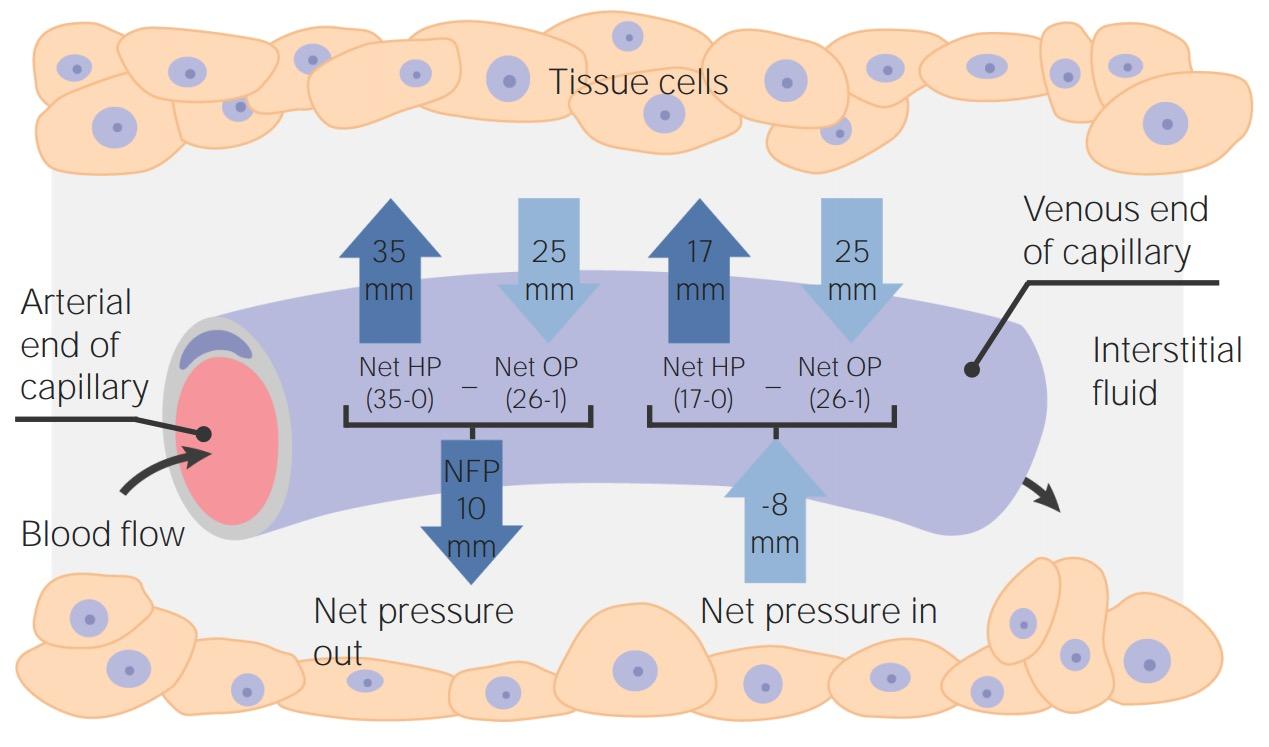 Tissue cells
35
mm
25
mm
17
mm
25
mm
Venous end
of capillary
Arterial
end of
capillary
Interstitial
fluid
Net HP
(35-0)
–
Net OP
(26-1)
Net HP
(17-0)
–
Net OP
(26-1)
NFP
10
mm
-8
mm
Blood flow
Net pressure
out
Net pressure in